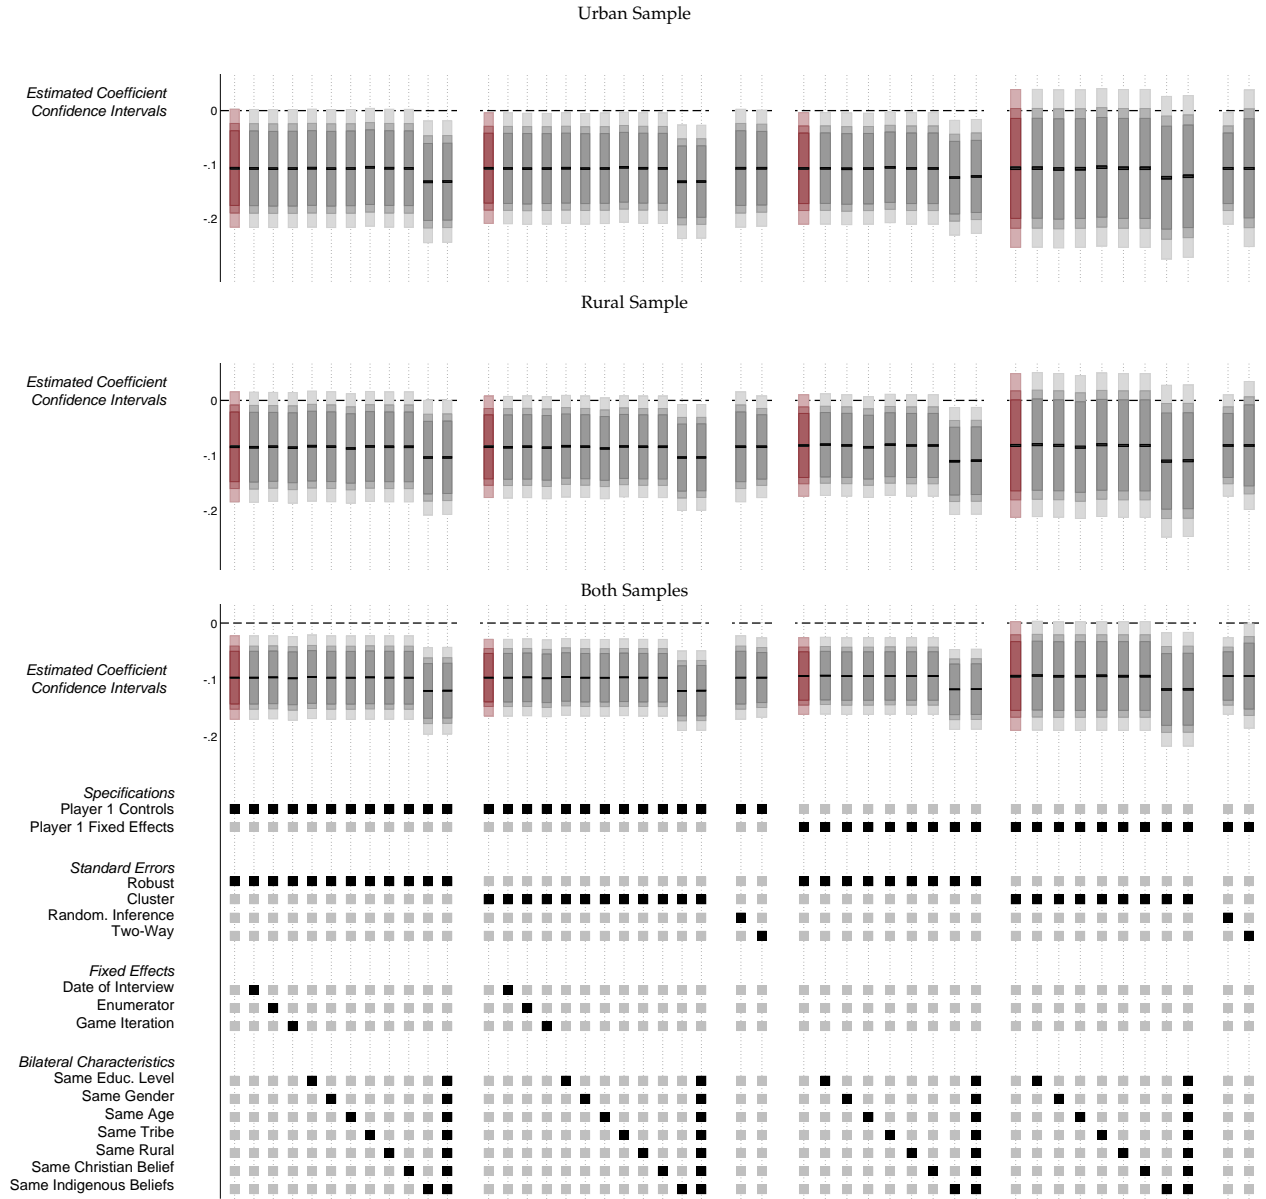 Urban Sample
Estimated Coefficient
Confidence Intervals
0
-.1
-.2
Rural Sample
Estimated Coefficient
Confidence Intervals
0
-.1
-.2
Both Samples
0
Estimated Coefficient
Confidence Intervals
-.1
-.2
Specifications
Player 1 Controls
Player 1 Fixed Effects
Standard Errors
Robust
Cluster
Random. Inference
Two-Way
Fixed Effects
Date of Interview
Enumerator
Game Iteration
Bilateral Characteristics
Same Educ. Level
Same Gender
Same Age
Same Tribe
Same Rural
Same Christian Belief
Same Indigenous Beliefs